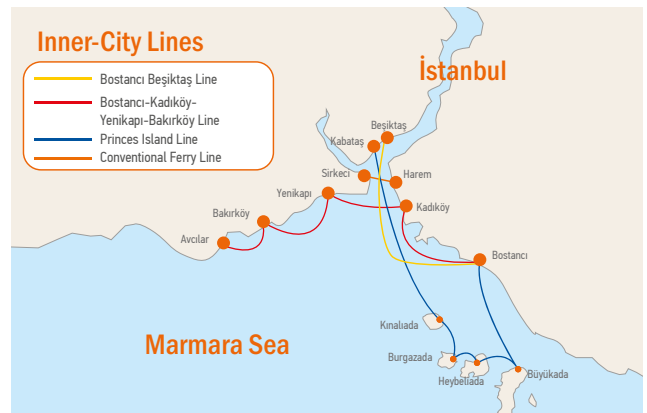 Inner-City Lines
Bostancı Beşiktaş Line
Bostancı-Kadıköy-
Yenikapı-Bakırköy Line
Princes Island Line
Conventional Ferry Line
İstanbul
Beşiktaş
Kabataş
Sirkeci
Harem
Yenikapı
Kadıköy
Bakırköy
Avcılar
Bostancı
Kınalıada
Marmara Sea
Burgazada
Heybeliada
Büyükada